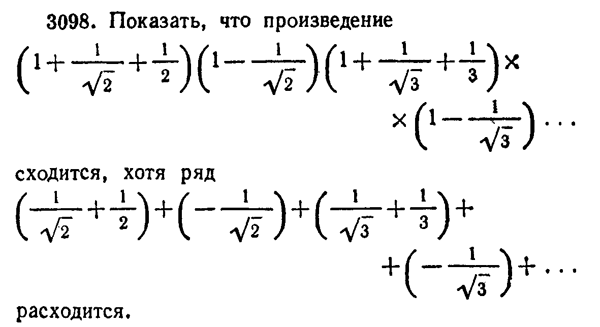 3098. Показать, что произведение
(1 + 1/√2 + 1/2)(1 − 1/√2)(1 + 1/√3 + 1/3)×
×(1 − 1/√3) ...
сходится, хотя ряд
(1/√2 + 1/2) + (− 1/√2) + (1/√3 + 1/3) +
+ (− 1/√3) + ...
расходится.